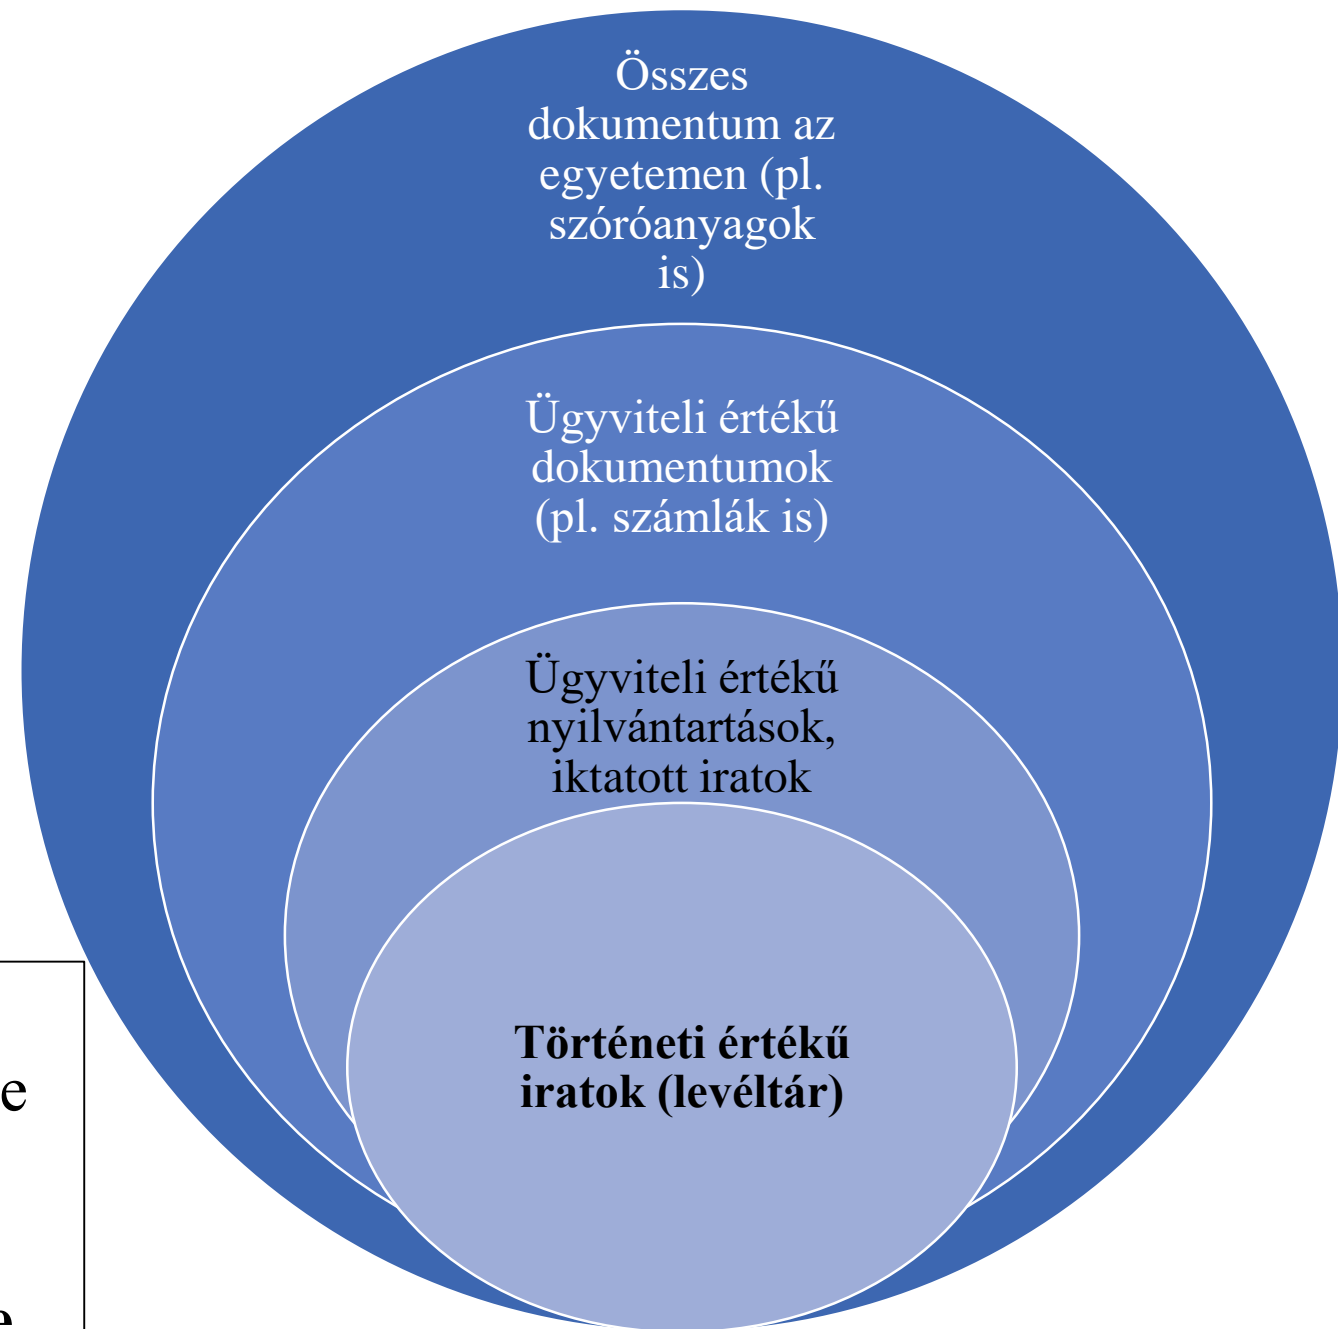 Összes
dokumentum az
egyetemen (pl.
szóróanyagok
is)
Ügyviteli értékű
dokumentumok
(pl. számlák is)
Ügyviteli értékű
nyilvántartások,
iktatott iratok
Történeti értékű
iratok (levéltár)
e